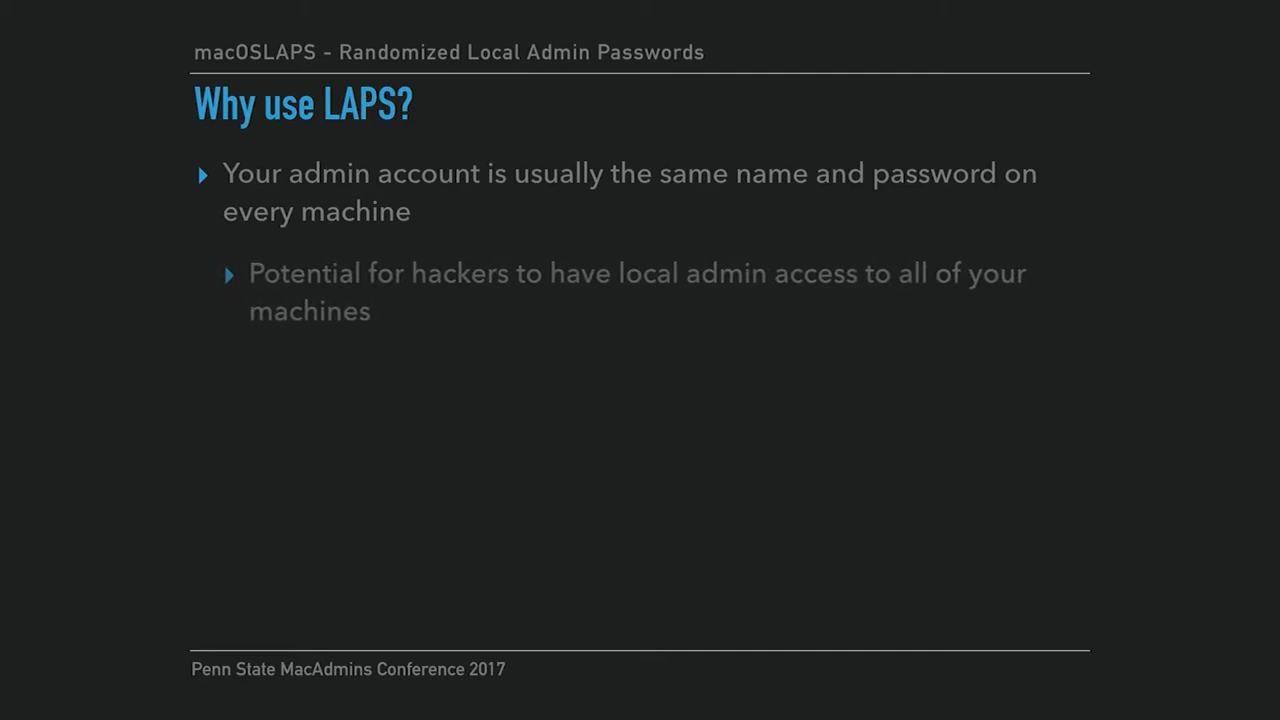 macOSLAPS - Randomized Local Admin Passwords
Why use LAPS?
Your admin account is usually the same name and password on
every machine
Potential for hackers to have local admin access to all of your
machines
Penn State MacAdmins Conference 2017